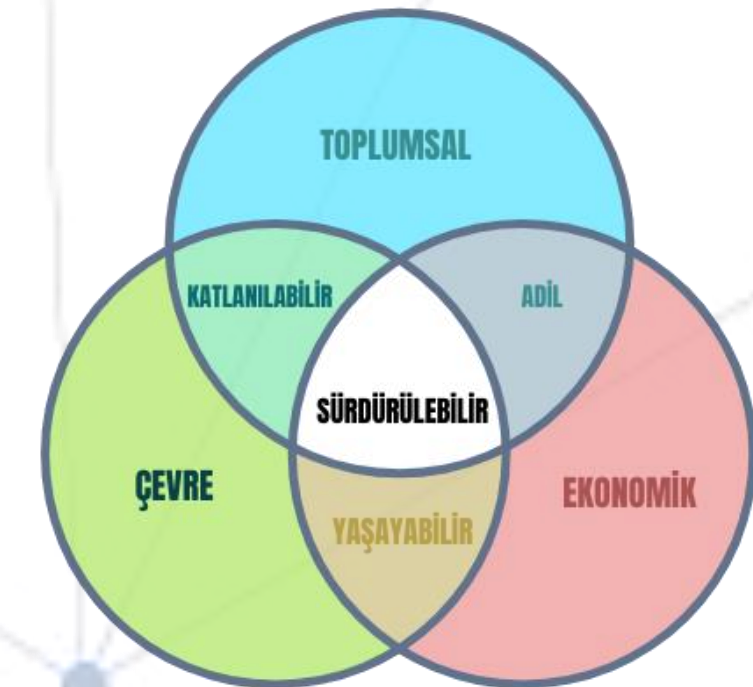 TOPLUMSAL
KATLANILABİLİR
ADİL
SÜRDÜRÜLEBİLİR
ÇEVRE
EKONOMİK
YAŞAYABİLİR